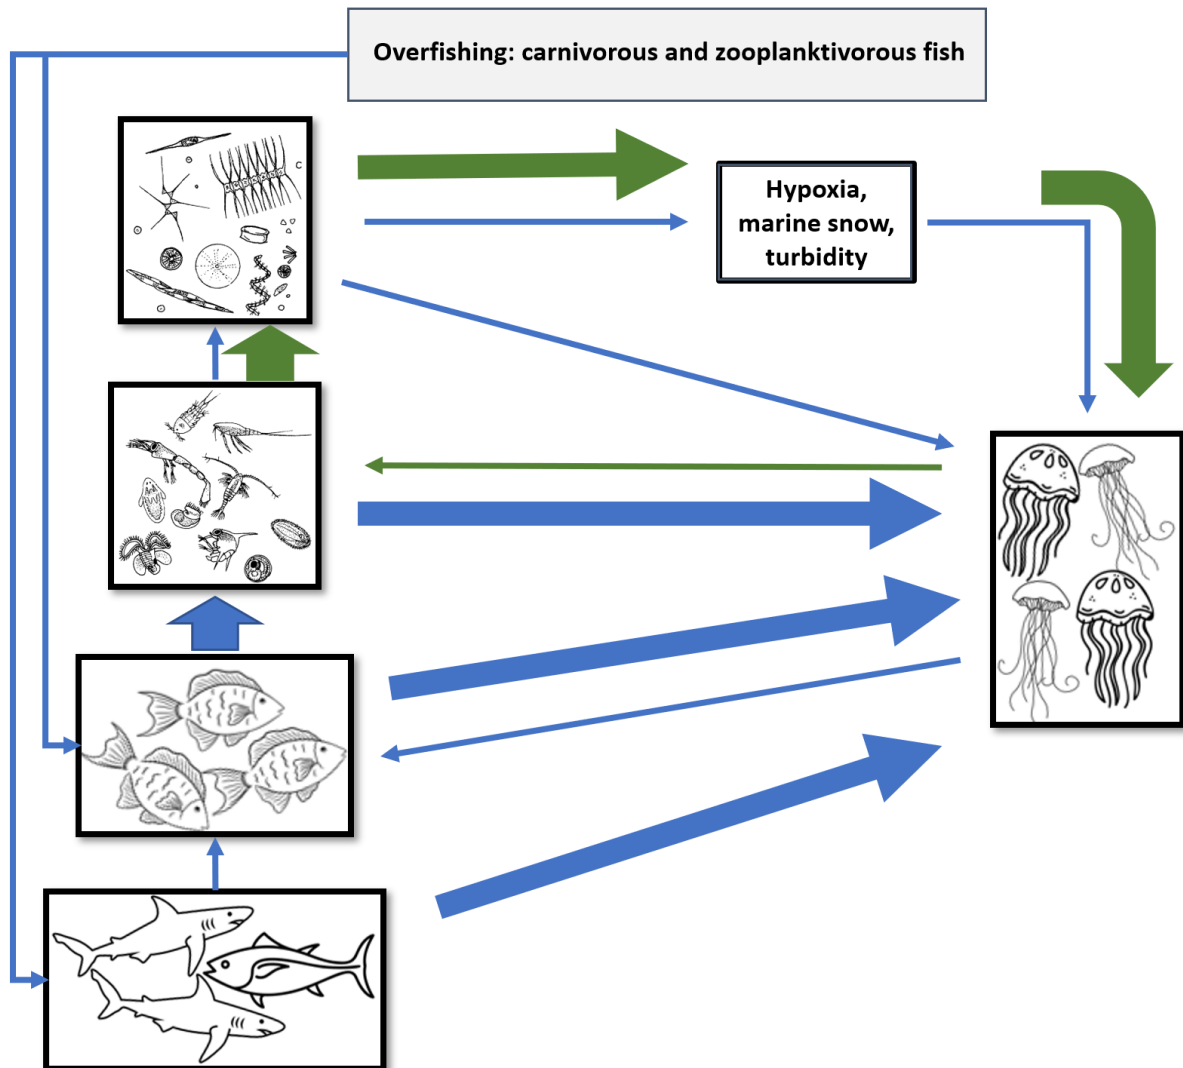 Overfishing: carnivorous and zooplanktivorous fish
C
Hypoxia,
marine snow,
turbidity